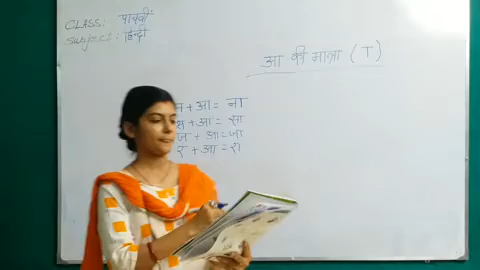 CLASS: पाचवीं
Subject: हिन्दी
आ की मात्रा (T)
न + आ = ना
स + आ = सा
ज + आ = जा
र + आ = रा